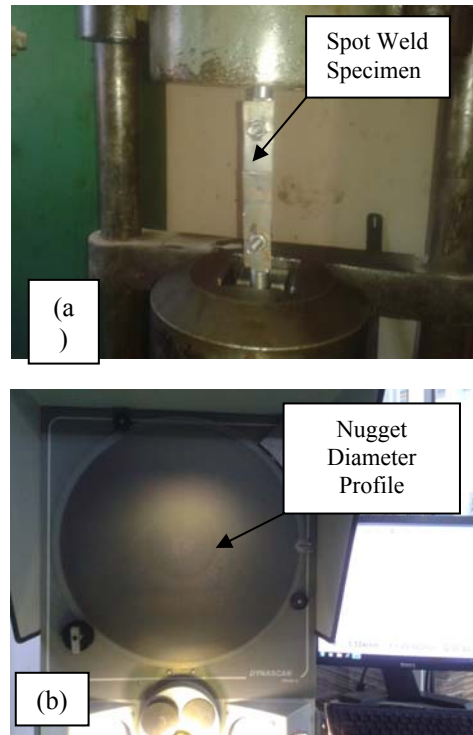 Spot Weld
Specimen
(a
)
Nugget
Diameter
Profile
(b)
DYNASCAN